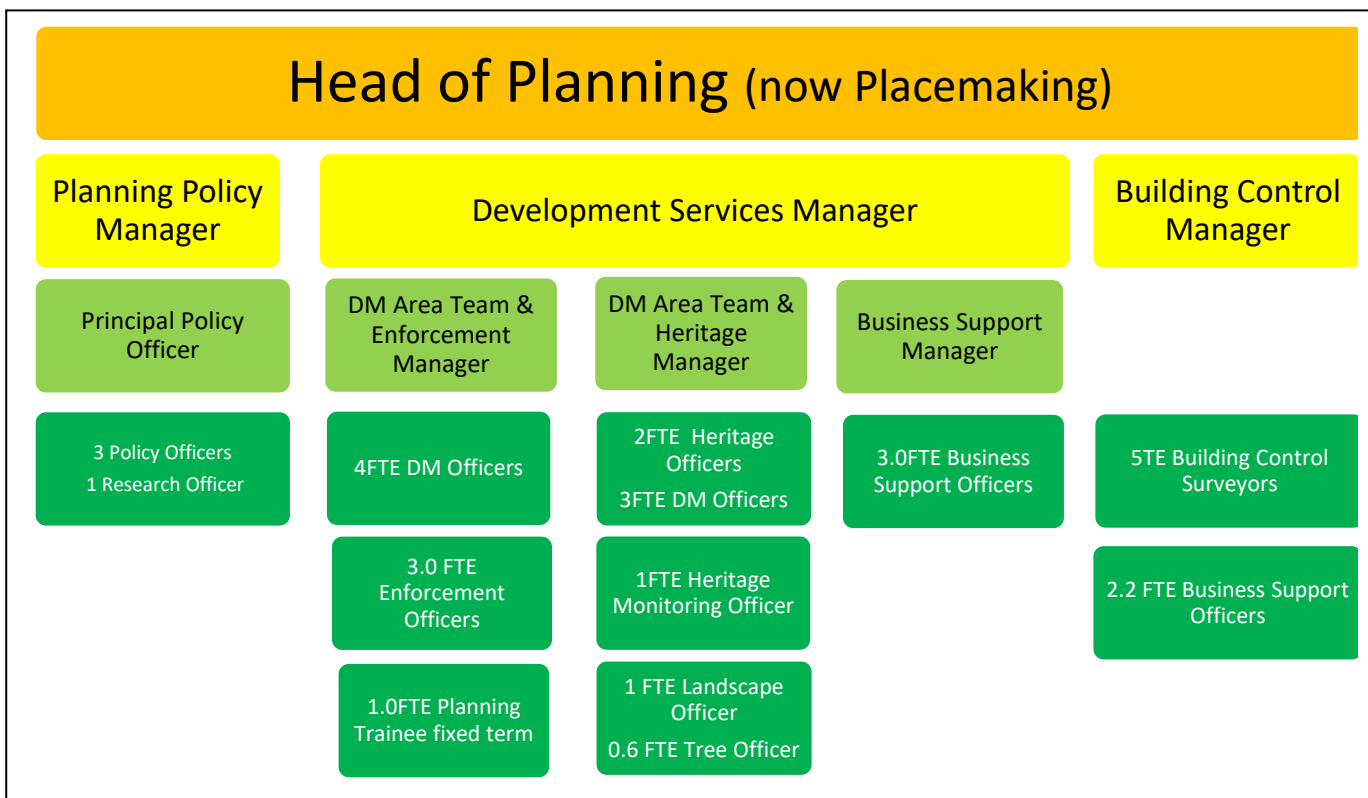 Head of Planning (now Placemaking)
Planning Policy
Manager
Development Services Manager
Building Control
Manager
Principal Policy
Officer
DM Area Team &
Enforcement
Manager
DM Area Team &
Heritage
Manager
Business Support
Manager
3 Policy Officers
1 Research Officer
4FTE DM Officers
2FTE Heritage
Officers
3FTE DM Officers
3.0FTE Business
Support Officers
5TE Building Control
Surveyors
3.0 FTE
Enforcement
Officers
1FTE Heritage
Monitoring Officer
2.2 FTE Business Support
Officers
1.0FTE Planning
Trainee fixed term
1 FTE Landscape
Officer
0.6 FTE Tree Officer